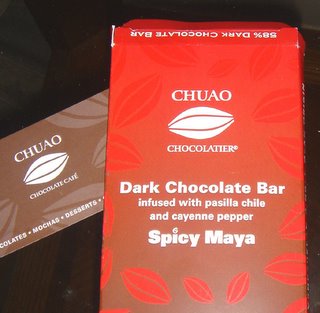 58% DARK CHOCOLATE BAR
CHUAO
CHOCOLATIER®
Dark Chocolate Bar
infused with pasilla chile
and cayenne pepper
Spicy Maya
CHUAO
CHOCOLATE CAFÉ
COLATES • MOCHAS • DESSERTS •